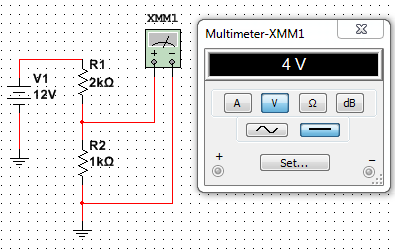 XMM1
R1
2kΩ
V1
12V
R2
1kΩ
+ −
Multimeter-XMM1
4 V
A V Ω dB
+ Set... −